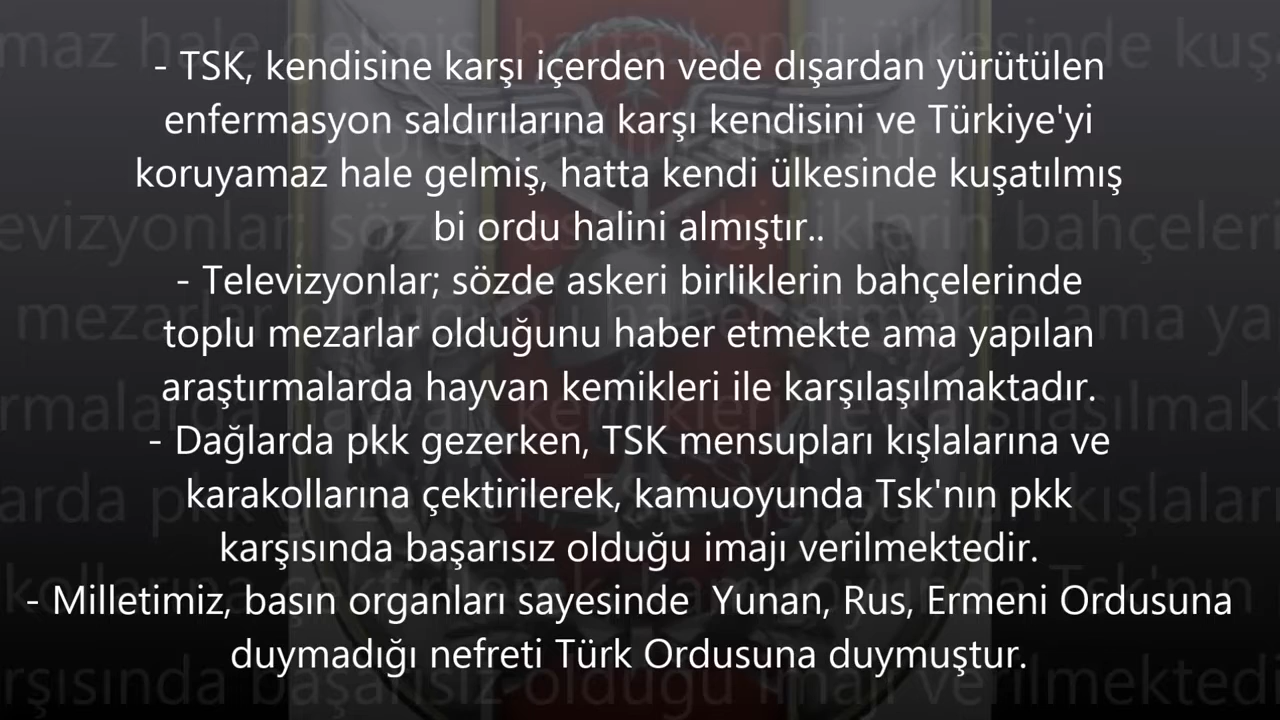 - TSK, kendisine karşı içerden vede dışardan yürütülen
enfermasyon saldırılarına karşı kendisini ve Türkiye'yi
koruyamaz hale gelmiş, hatta kendi ülkesinde kuşatılmış
bi ordu halini almıştır..
- Televizyonlar; sözde askeri birliklerin bahçelerinde
toplu mezarlar olduğunu haber etmekte ama yapılan
araştırmalarda hayvan kemikleri ile karşılaşılmaktadır.
- Dağlarda pkk gezerken, TSK mensupları kışlalarına ve
karakollarına çektirilerek, kamuoyunda Tsk'nın pkk
karşısında başarısız olduğu imajı verilmektedir.
- Milletimiz, basın organları sayesinde  Yunan, Rus, Ermeni Ordusuna
duymadığı nefreti Türk Ordusuna duymuştur.